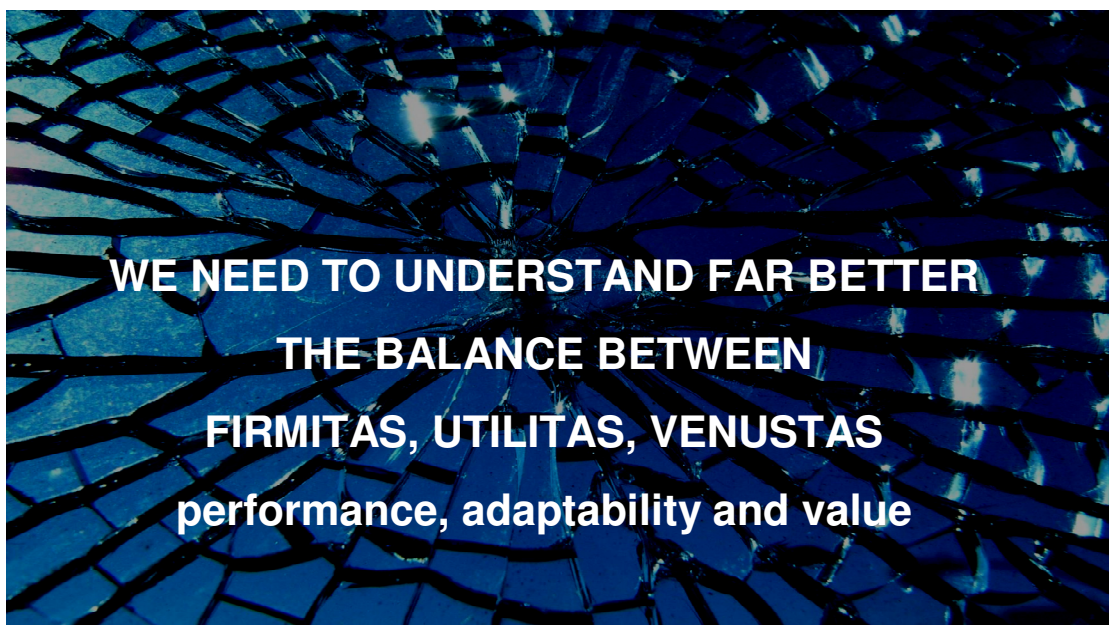 WE NEED TO UNDERSTAND FAR BETTER
THE BALANCE BETWEEN
FIRMITAS, UTILITAS, VENUSTAS
performance, adaptability and value